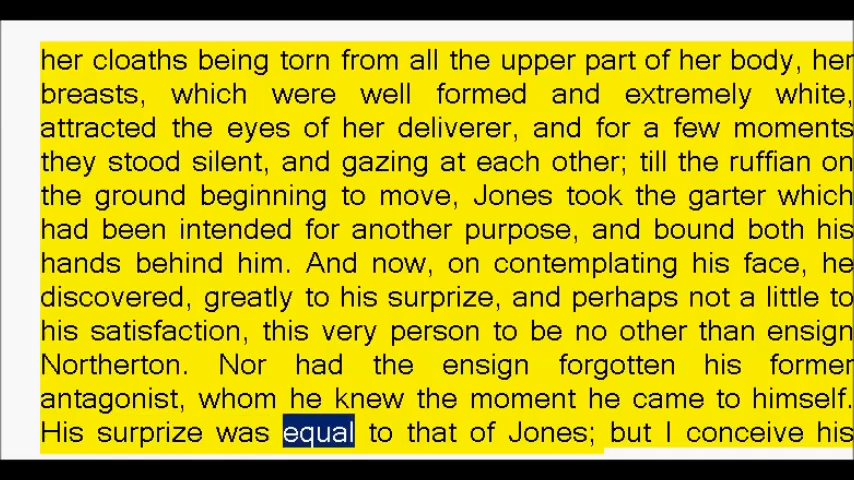 her cloaths being torn from all the upper part of her body, her
breasts, which were well formed and extremely white,
attracted the eyes of her deliverer, and for a few moments
they stood silent, and gazing at each other; till the ruffian on
the ground beginning to move, Jones took the garter which
had been intended for another purpose, and bound both his
hands behind him. And now, on contemplating his face, he
discovered, greatly to his surprize, and perhaps not a little to
his satisfaction, this very person to be no other than ensign
Northerton. Nor had the ensign forgotten his former
antagonist, whom he knew the moment he came to himself.
His surprize was equal to that of Jones; but I conceive his